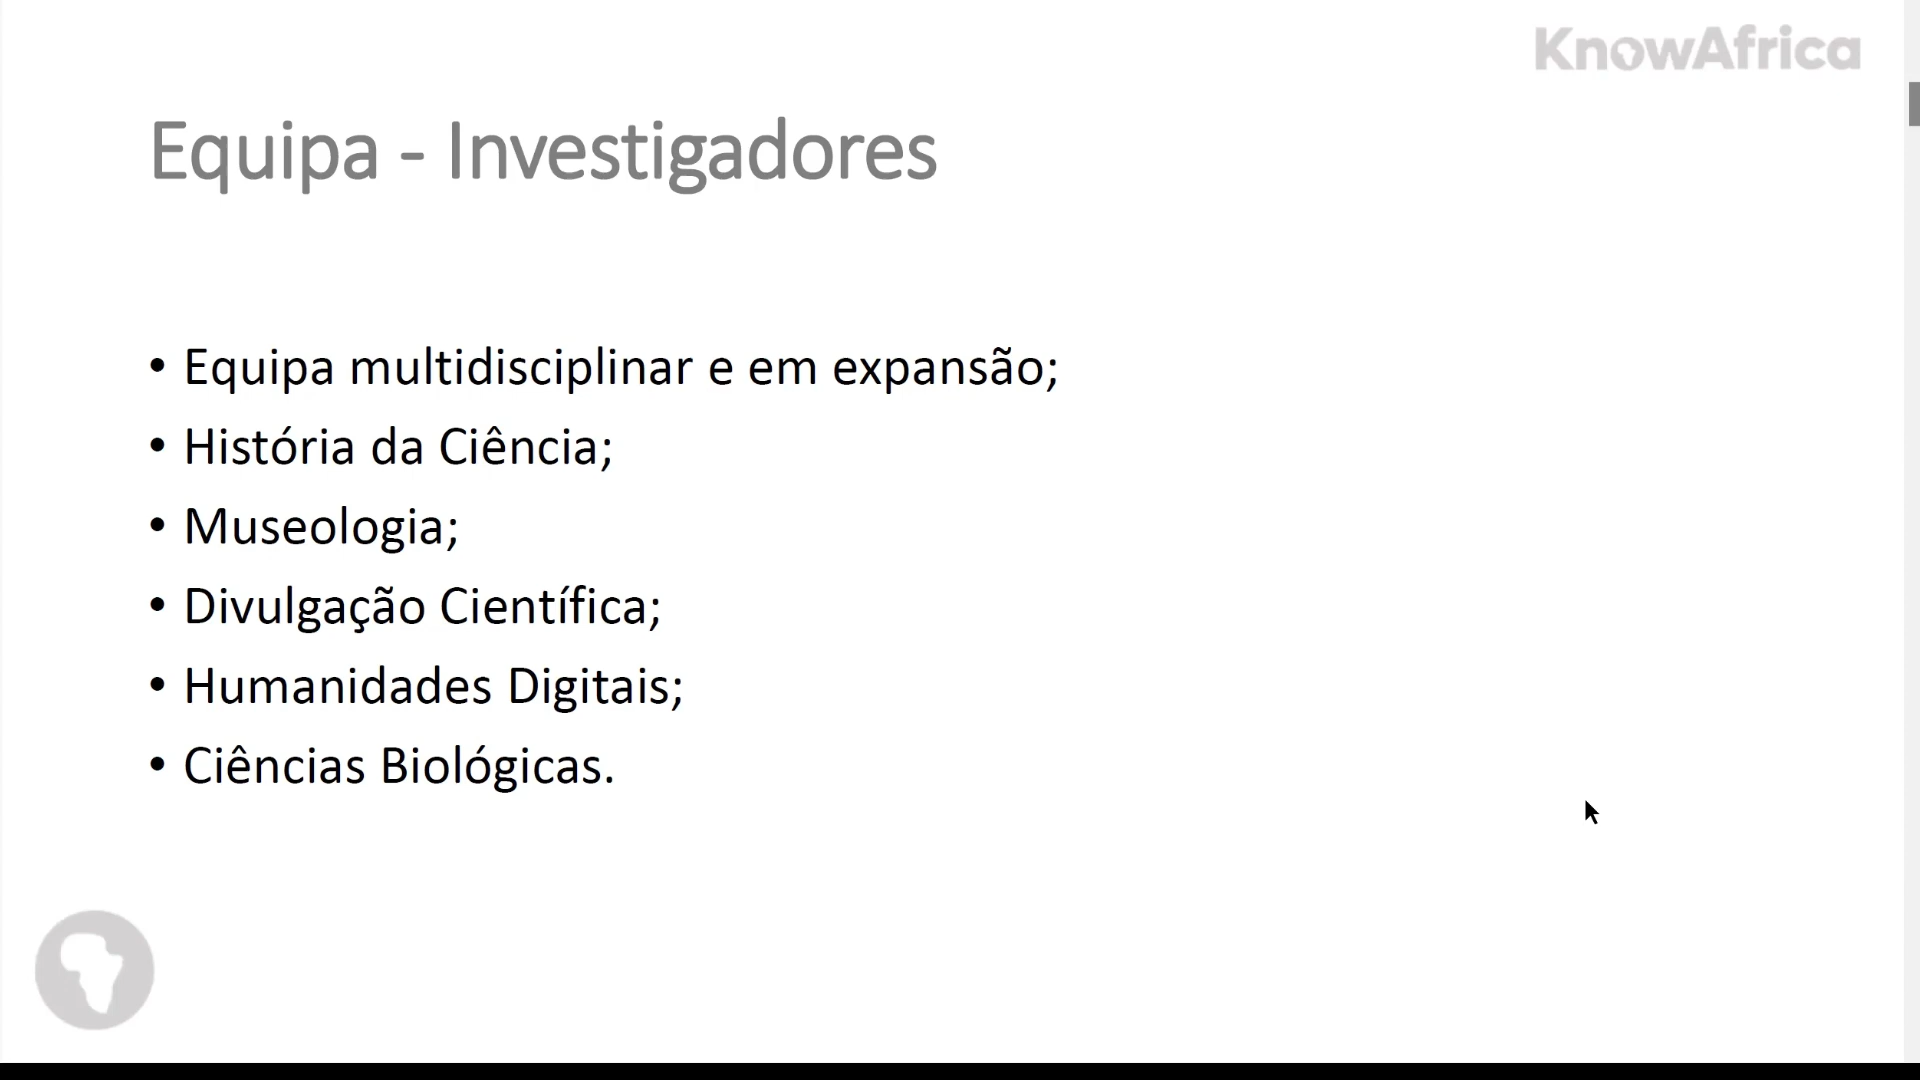 KnowAfrica
Equipa - Investigadores
• Equipa multidisciplinar e em expansão;
• História da Ciência;
• Museologia;
• Divulgação Científica;
• Humanidades Digitais;
• Ciências Biológicas.